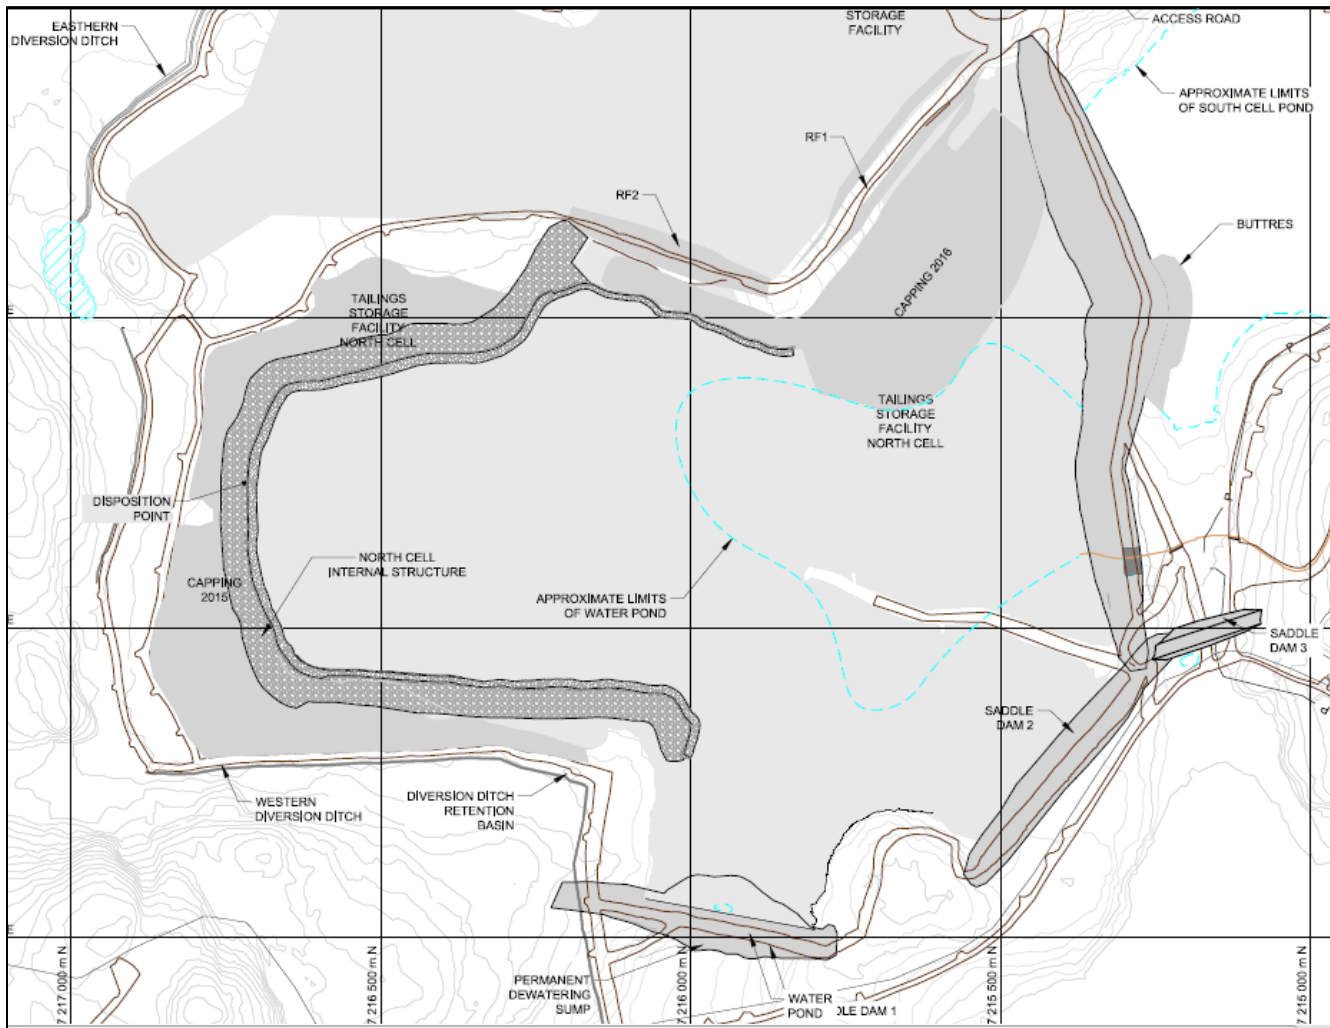 EASTHERN
DIVERSION DITCH
STORAGE
FACILITY
ACCESS ROAD
APPROXIMATE LIMITS
OF SOUTH CELL POND
RF1
RF2
BUTTRES
CAPPING 2016
TAILINGS
STORAGE
FACILITY
NORTH CELL
TAILINGS
STORAGE
FACILITY
NORTH CELL
DISPOSITION
POINT
NORTH CELL
INTERNAL STRUCTURE
CAPPING
2015
APPROXIMATE LIMITS
OF WATER POND
SADDLE
DAM 3
SADDLE
DAM 2
WESTERN
DIVERSION DITCH
DIVERSION DITCH
RETENTION
BASIN
PERMANENT
DEWATERING
SUMP
WATER
POND
DLE DAM 1
7 217 000 m N
7 216 500 m N
7 216 000 m N
7 215 500 m N
7 215 000 m N